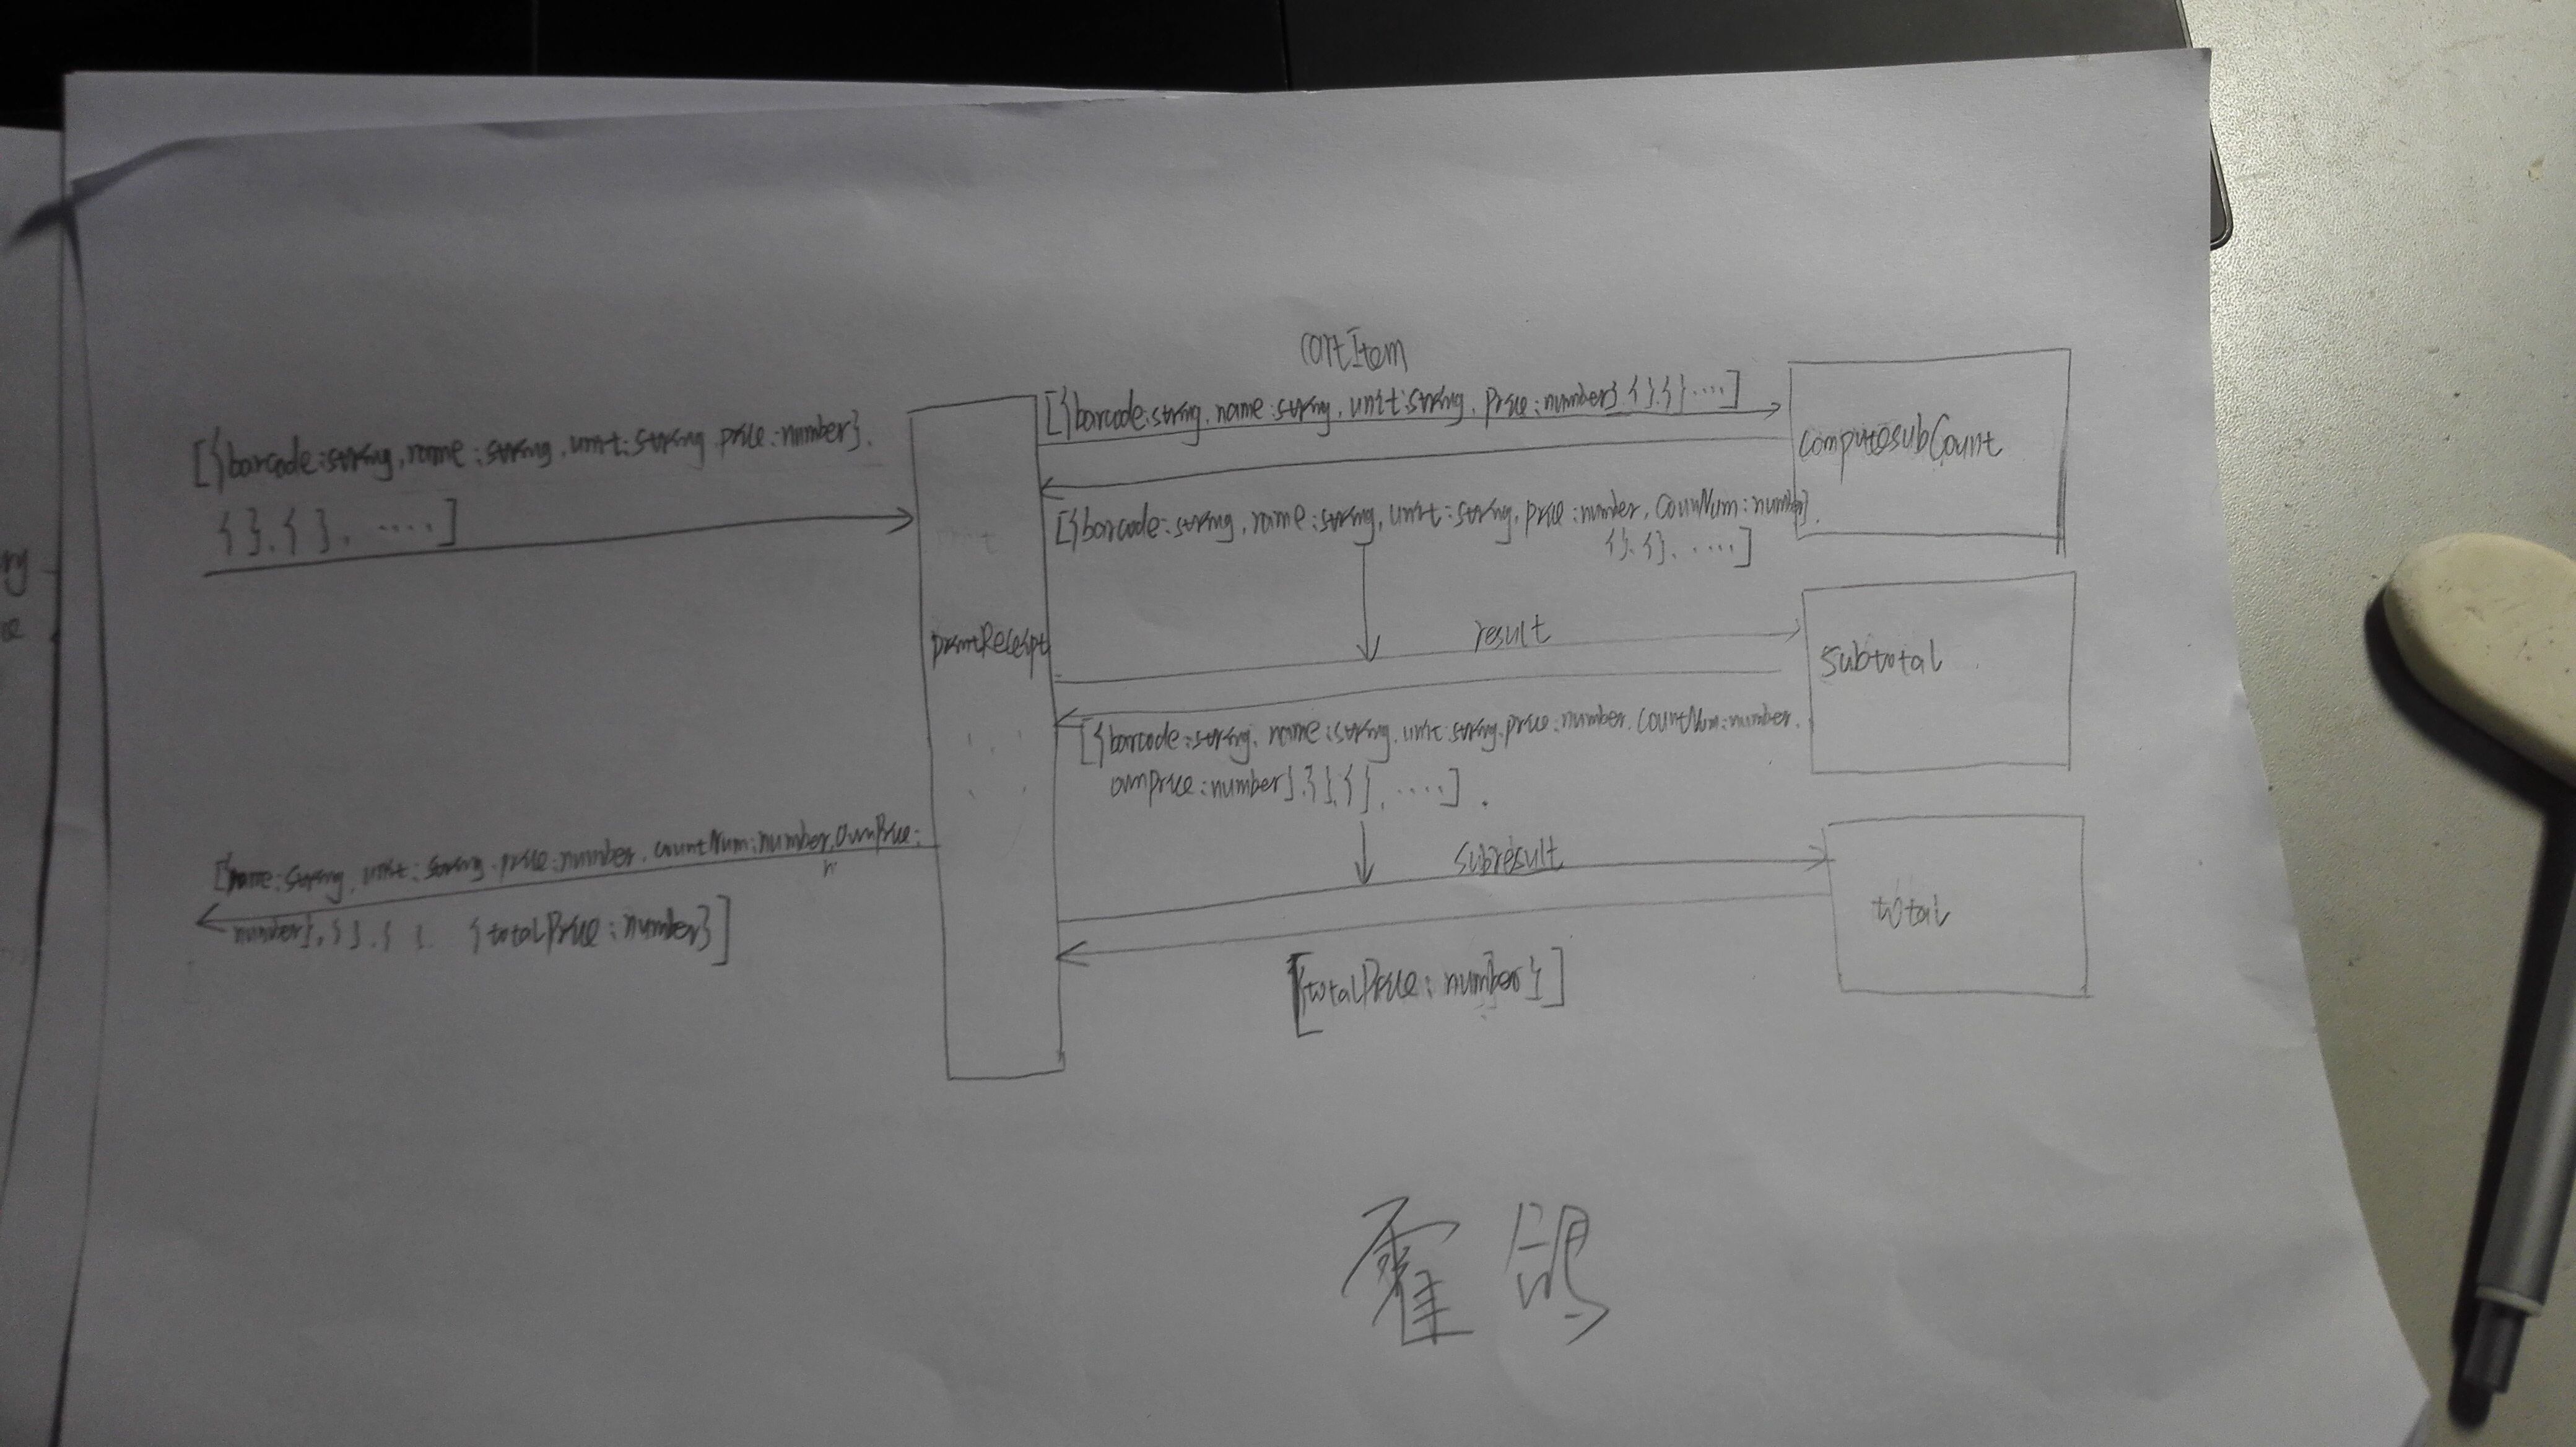 cartItem
[{barcode:string, name:string, unit:string, price:number}{}.{}....]
[{barcode:string, name:string, unit:string price:number}.
{}.{}. ....]
computesubCount
[{barcode:string, name:string, unit:string, price:number, counNum:number}.
{}.{}. ....]
printReceipt
result
subtotal
[{barcode:string, name:string, unit:string, price:number. countNum:number.
ownprice:number}.{}.{}. ....].
[name:string, unit:string, price:number. countNum:number. ownPrice:
number}, {}.{ }. {totalPrice:number}]
subresult
total
[{totalPrice:number}]
霍